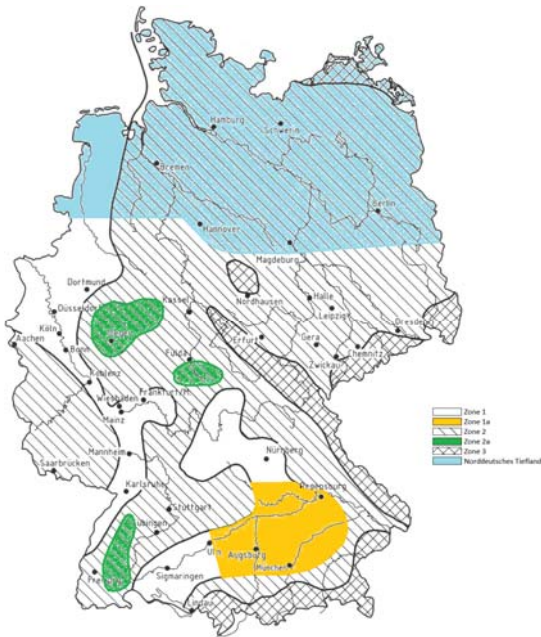 Hamburg
Schwerin
Bremen
Berlin
Hannover
Magdeburg
Dortmund
Kassel
Nordhausen
Halle
Leipzig
Düsseldorf
Dresden
Köln
Erfurt
Gera
Aachen
Bonn
Chemnitz
Zwickau
Fulda
Koblenz
Frankfurt/M.
Wiesbaden
Mainz
Nürnberg
Mannheim
Saarbrücken
Karlsruhe
Regensburg
Stuttgart
Tübingen
Ulm
Augsburg
München
Sigmaringen
Lindau
Zone 1
Zone 1a
Zone 2
Zone 2a
Zone 3
Norddeutsches Tiefland